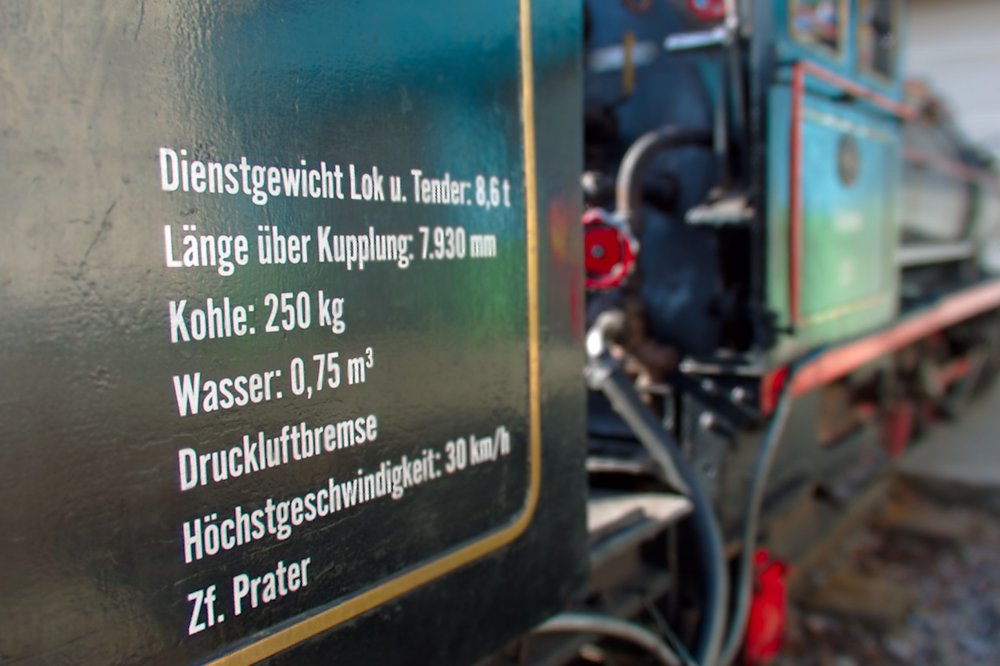 Dienstgewicht Lok u. Tender: 8,6 t
Länge über Kupplung: 7.930 mm
Kohle: 250 kg
Wasser: 0,75 m³
Druckluftbremse
Höchstgeschwindigkeit: 30 km/h
Zf. Prater